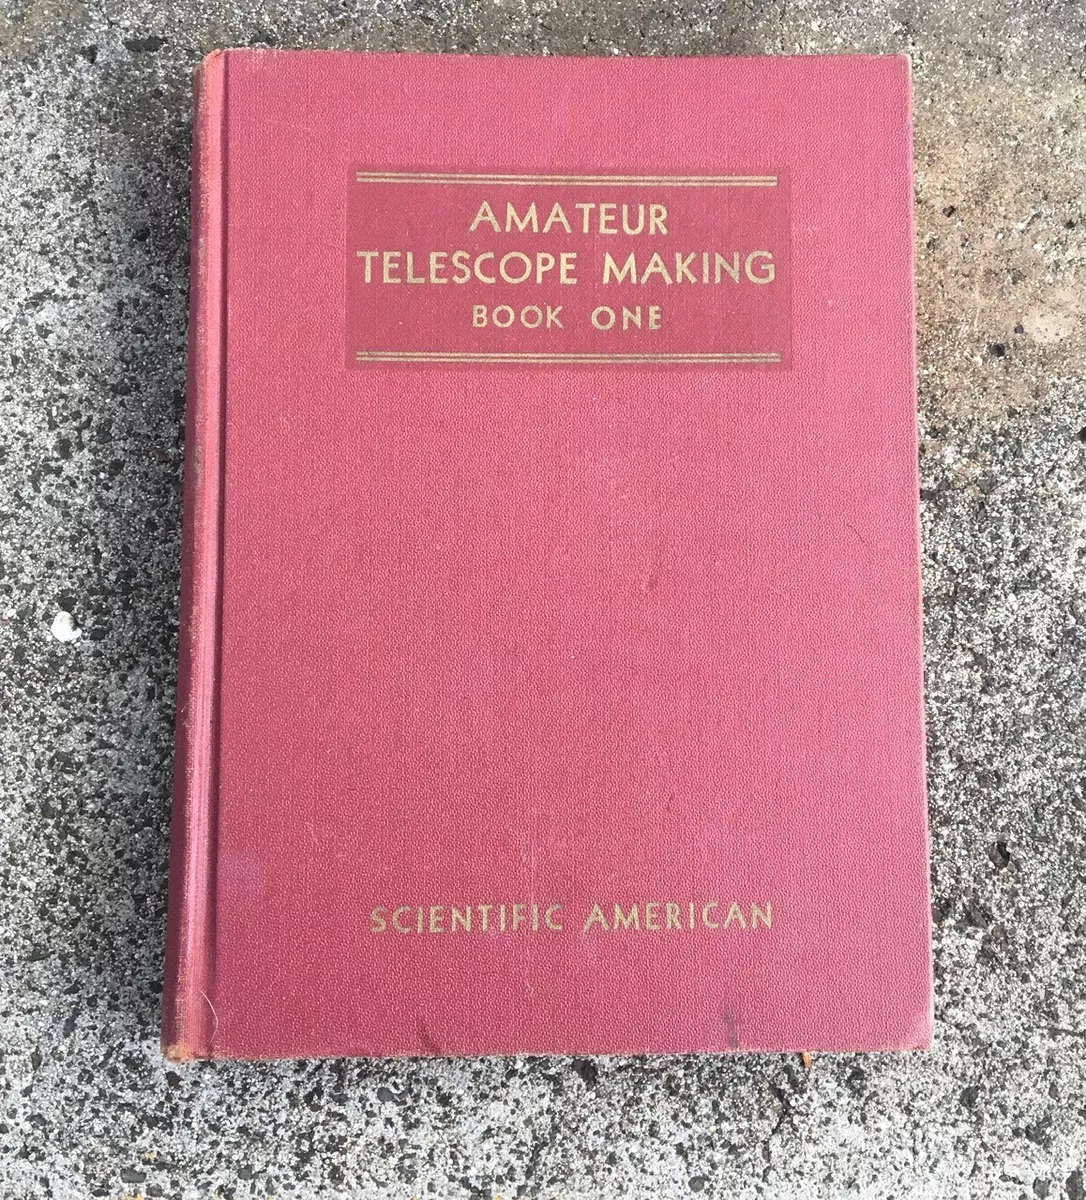 AMATEUR
TELESCOPE MAKING
BOOK ONE
SCIENTIFIC AMERICAN